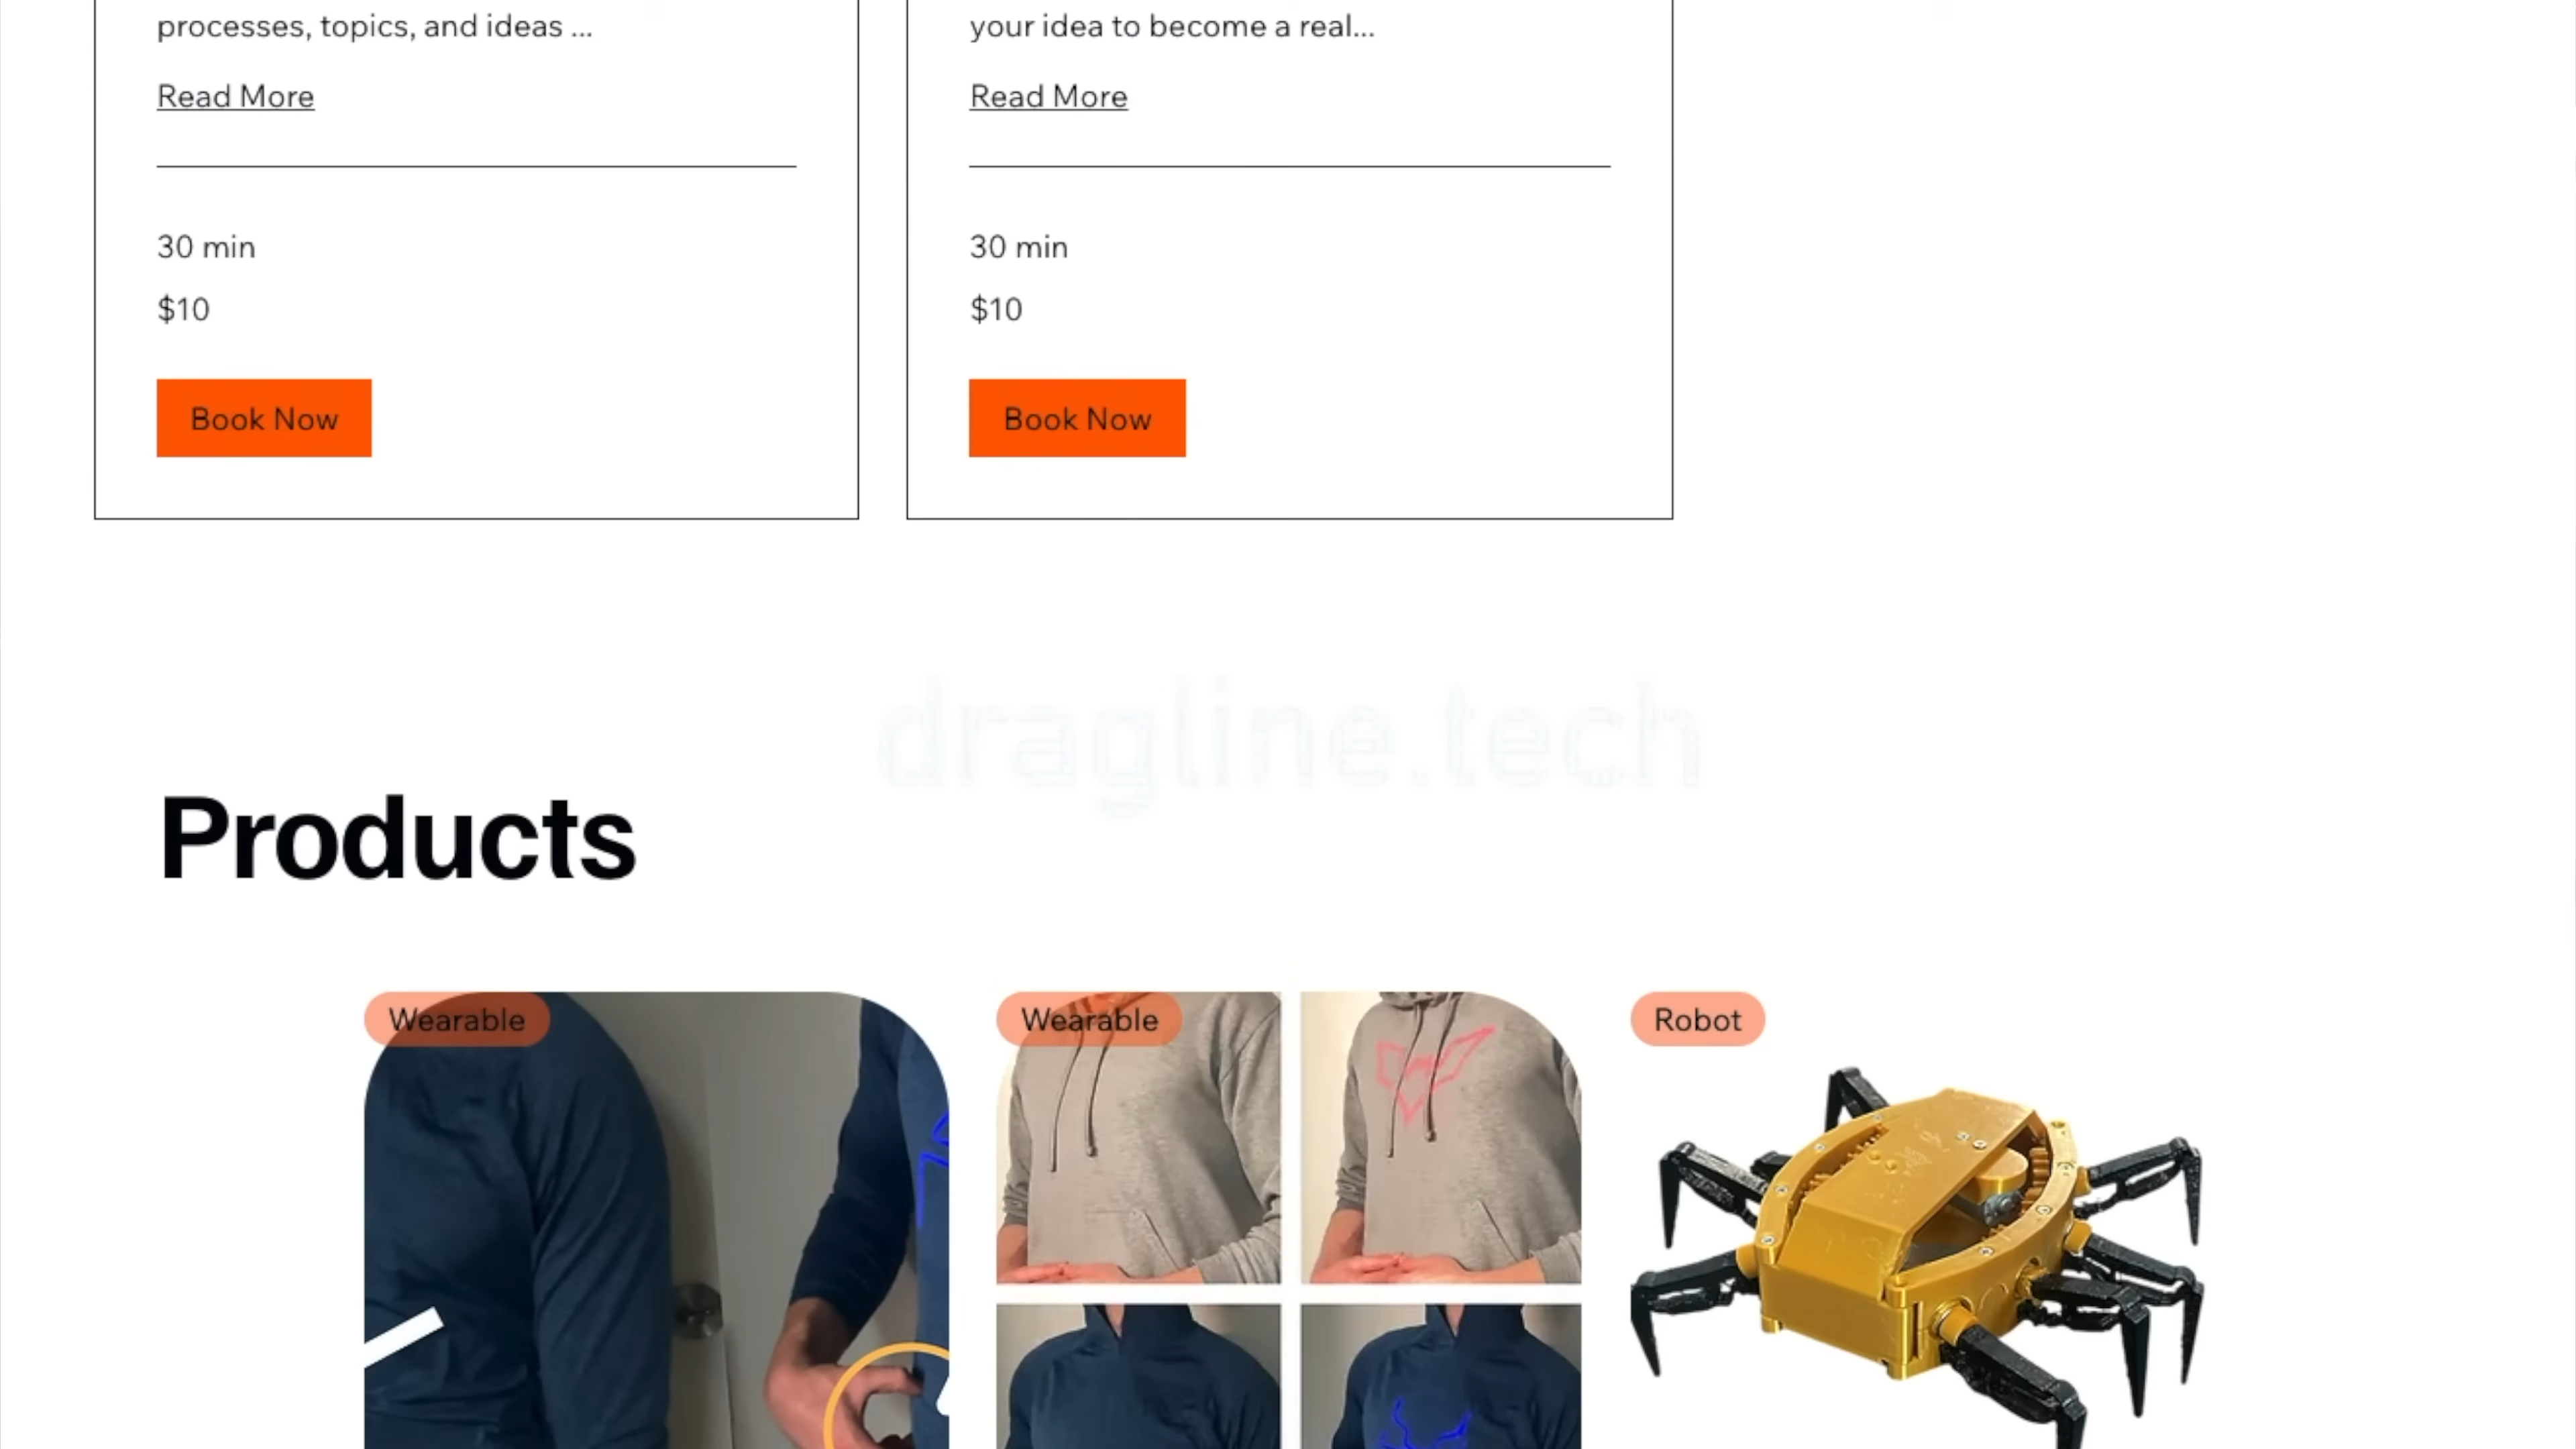 processes, topics, and ideas ...
Read More
30 min
$10
Book Now
your idea to become a real...
Read More
30 min
$10
Book Now
dragline.tech
Products
Wearable
Wearable
Robot